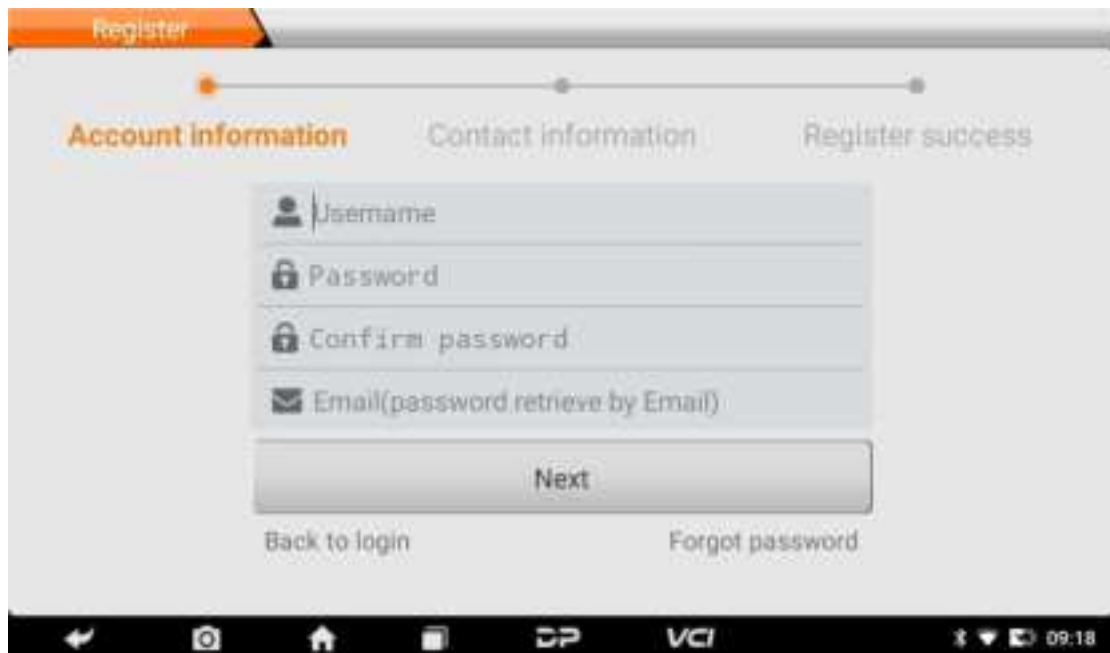 Register
Account information Contact information Register success
Username
Password
Confirm password
Email(password retrieve by Email)
Next
Back to login Forgot password
DP VCI 09:18